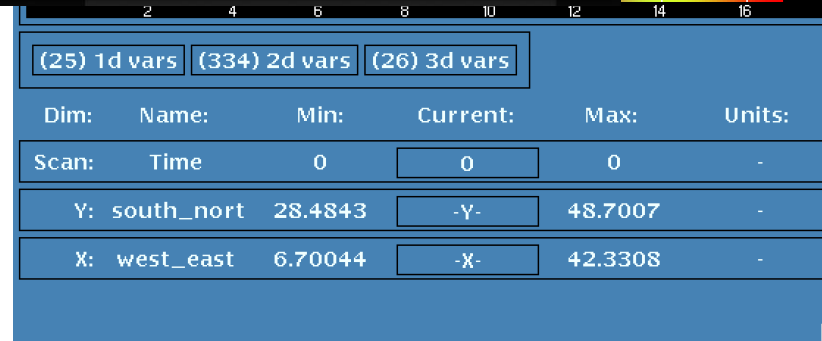 2 4 6 8 10 12 14 16
(25) 1d vars (334) 2d vars (26) 3d vars
Dim: Name: Min: Current: Max: Units:
Scan: Time 0 0 0 -
Y: south_nort 28.4843 -Y- 48.7007 -
X: west_east 6.70044 -X- 42.3308 -